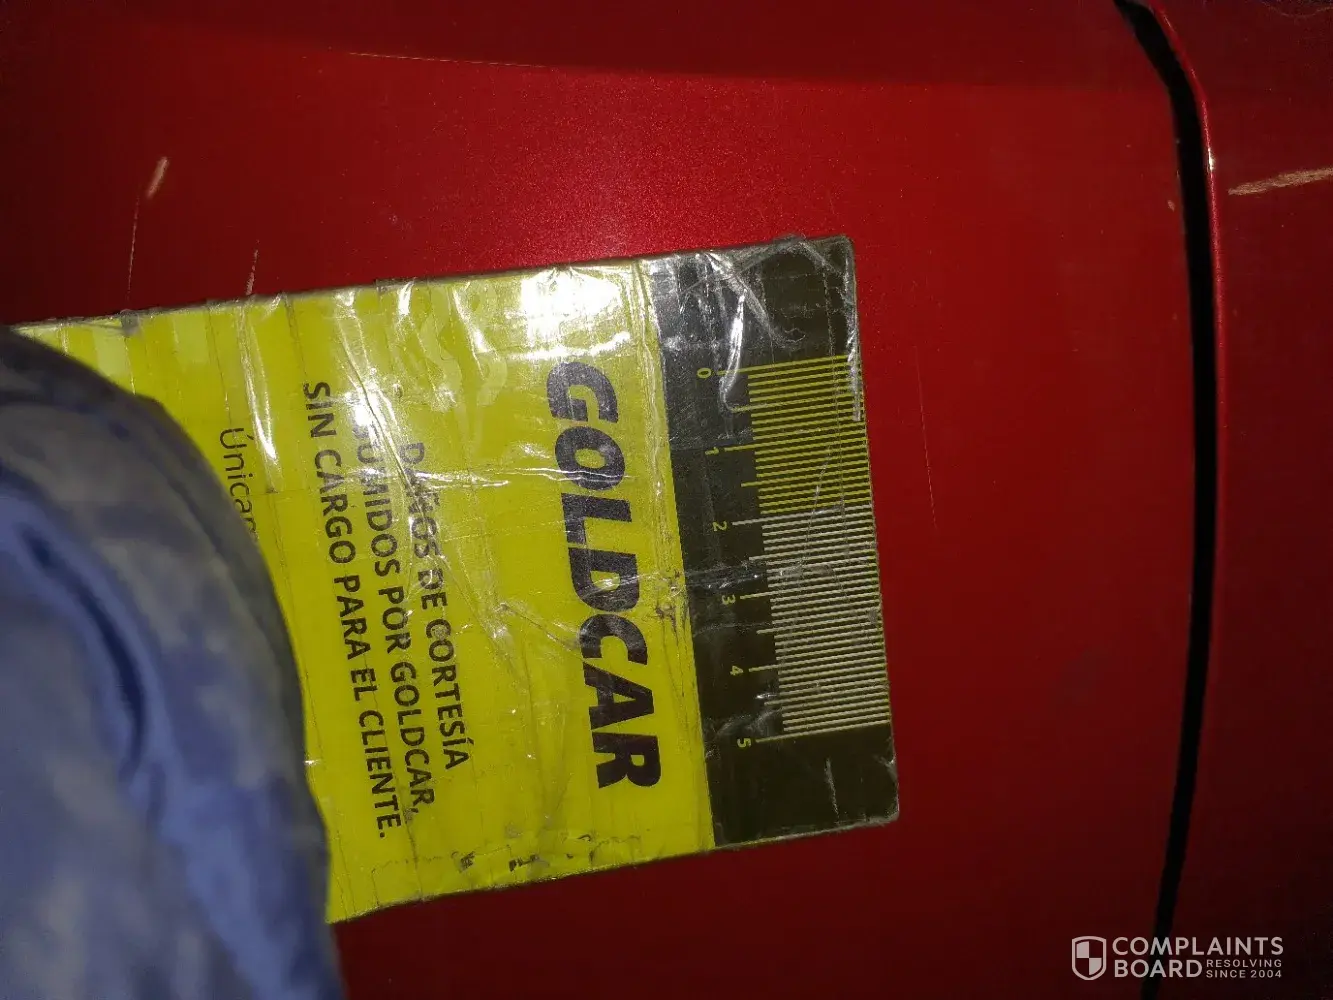 GOLDCAR
DAÑOS DE CORTESÍA
POR GOLDCAR,
SIN CARGO PARA EL CLIENTE.
0
1
2
3
4
5
COMPLAINTS
BOARD
RESOLVING
SINCE 2004